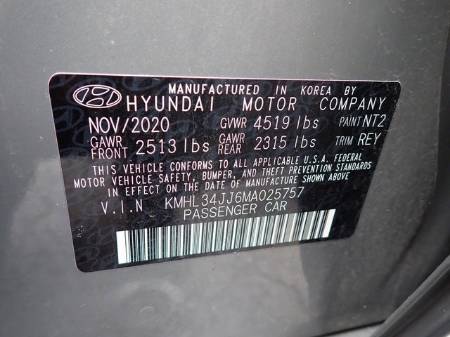 MANUFACTURED IN KOREA BY
HYUNDAI MOTOR COMPANY
NOV/2020 GVWR 4519 lbs PAINT NT2
GAWR FRONT 2513 lbs GAWR REAR 2315 lbs TRIM REY
THIS VEHICLE CONFORMS TO ALL APPLICABLE U.S.A. FEDERAL
MOTOR VEHICLE SAFETY, BUMPER, AND THEFT PREVENTION STANDARDS
IN EFFECT ON THE DATE OF MANUFACTURE SHOWN ABOVE.
V.I.N KMHL34JJ6MA025757
PASSENGER CAR